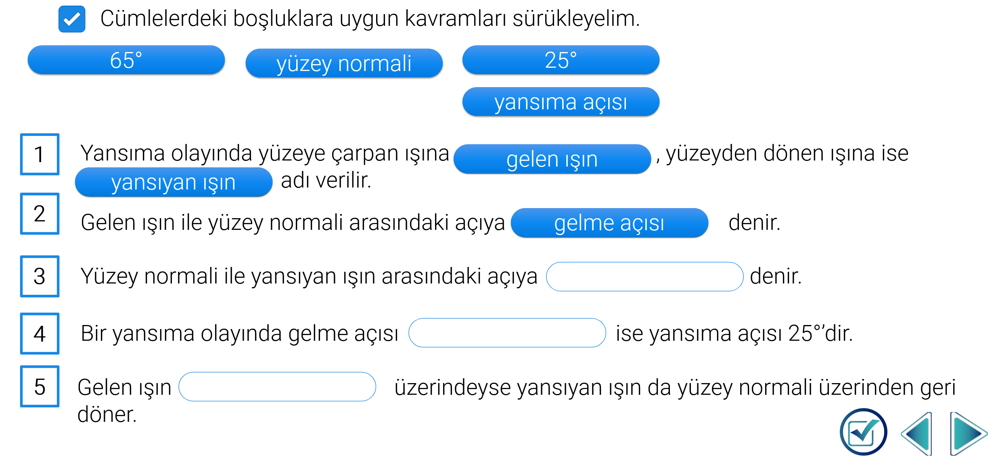 Cümlelerdeki boşluklara uygun kavramları sürükleyelim.
65° yüzey normali 25°
yansıma açısı
1 Yansıma olayında yüzeye çarpan ışına gelen ışın , yüzeyden dönen ışına ise
yansıyan ışın adı verilir.
2 Gelen ışın ile yüzey normali arasındaki açıya gelme açısı denir.
3 Yüzey normali ile yansıyan ışın arasındaki açıya denir.
4 Bir yansıma olayında gelme açısı ise yansıma açısı 25°’dir.
5 Gelen ışın üzerindeyse yansıyan ışın da yüzey normali üzerinden geri
döner.